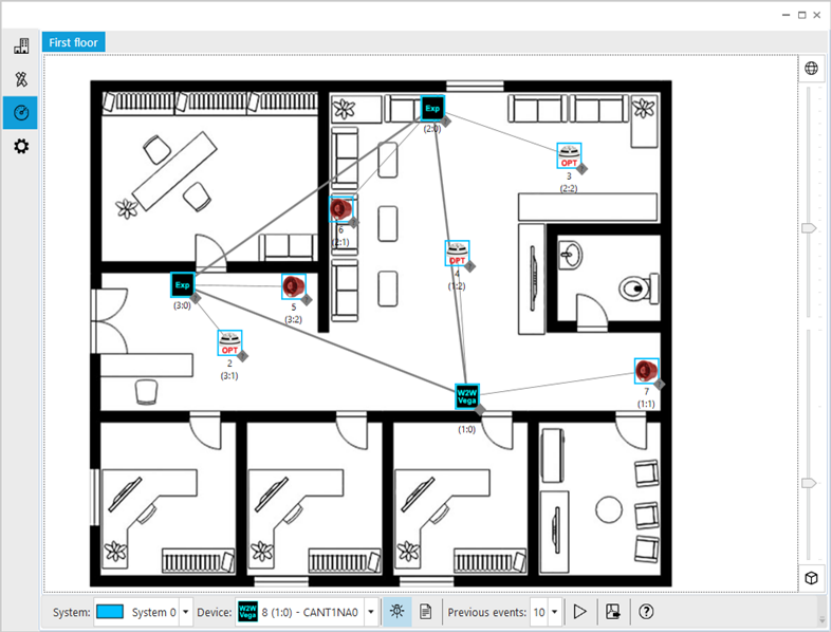 First floor
Exp
(2:0)
OPT
3
(2:2)
6
(2:1)
OPT
4
(1:2)
Exp
(3:0)
5
(3:2)
OPT
2
(3:1)
7
(1:1)
W2W
Vega
(1:0)
System: System 0 Device: W2W Vega 8 (1:0) - CANT1NA0 Previous events: 10